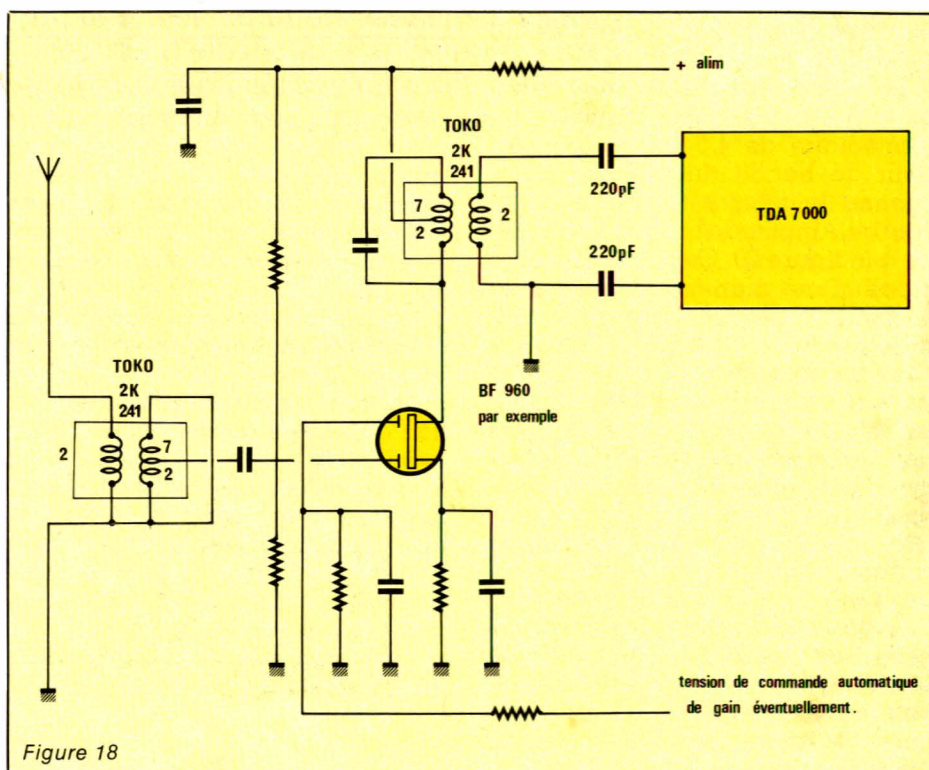 + alim
TOKO
2K
241
7
2
2
220pF
220pF
TDA 7000
TOKO
2K
241
2
7
2
BF 960
par exemple
tension de commande automatique
de gain éventuellement.
Figure 18